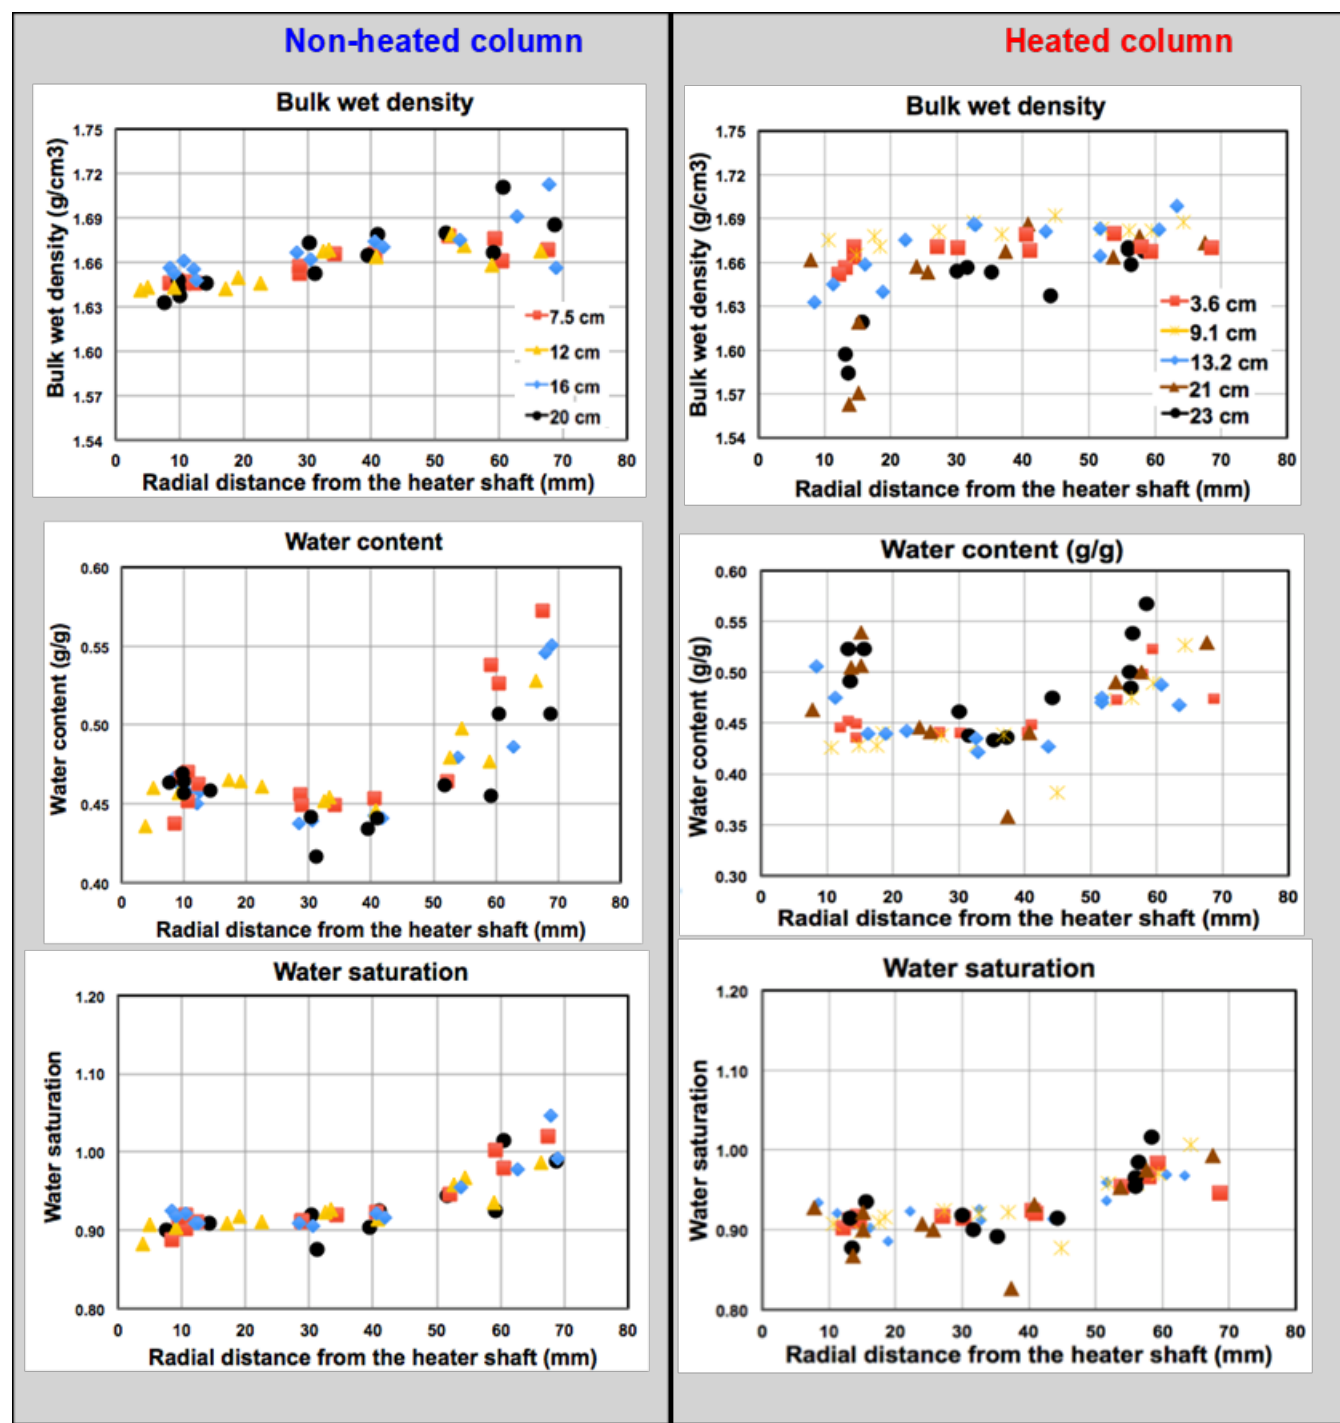 Non-heated column
Bulk wet density
Bulk wet density (g/cm3)
1.75
1.72
1.69
1.66
1.63
1.60
1.57
1.54
7.5 cm
12 cm
16 cm
20 cm
0 10 20 30 40 50 60 70 80
Radial distance from the heater shaft (mm)
Water content
Water content (g/g)
0.60
0.55
0.50
0.45
0.40
0 10 20 30 40 50 60 70 80
Radial distance from the heater shaft (mm)
Water saturation
Water saturation
1.20
1.10
1.00
0.90
0.80
0 10 20 30 40 50 60 70 80
Radial distance from the heater shaft (mm)
Heated column
Bulk wet density
Bulk wet density (g/cm3)
1.75
1.72
1.69
1.66
1.63
1.60
1.57
1.54
3.6 cm
9.1 cm
13.2 cm
21 cm
23 cm
0 10 20 30 40 50 60 70 80
Radial distance from the heater shaft (mm)
Water content (g/g)
Water content (g/g)
0.60
0.55
0.50
0.45
0.40
0.35
0.30
0 10 20 30 40 50 60 70 80
Radial distance from the heater shaft (mm)
Water saturation
Water saturation
1.20
1.10
1.00
0.90
0.80
0 10 20 30 40 50 60 70 80
Radial distance from the heater shaft (mm)